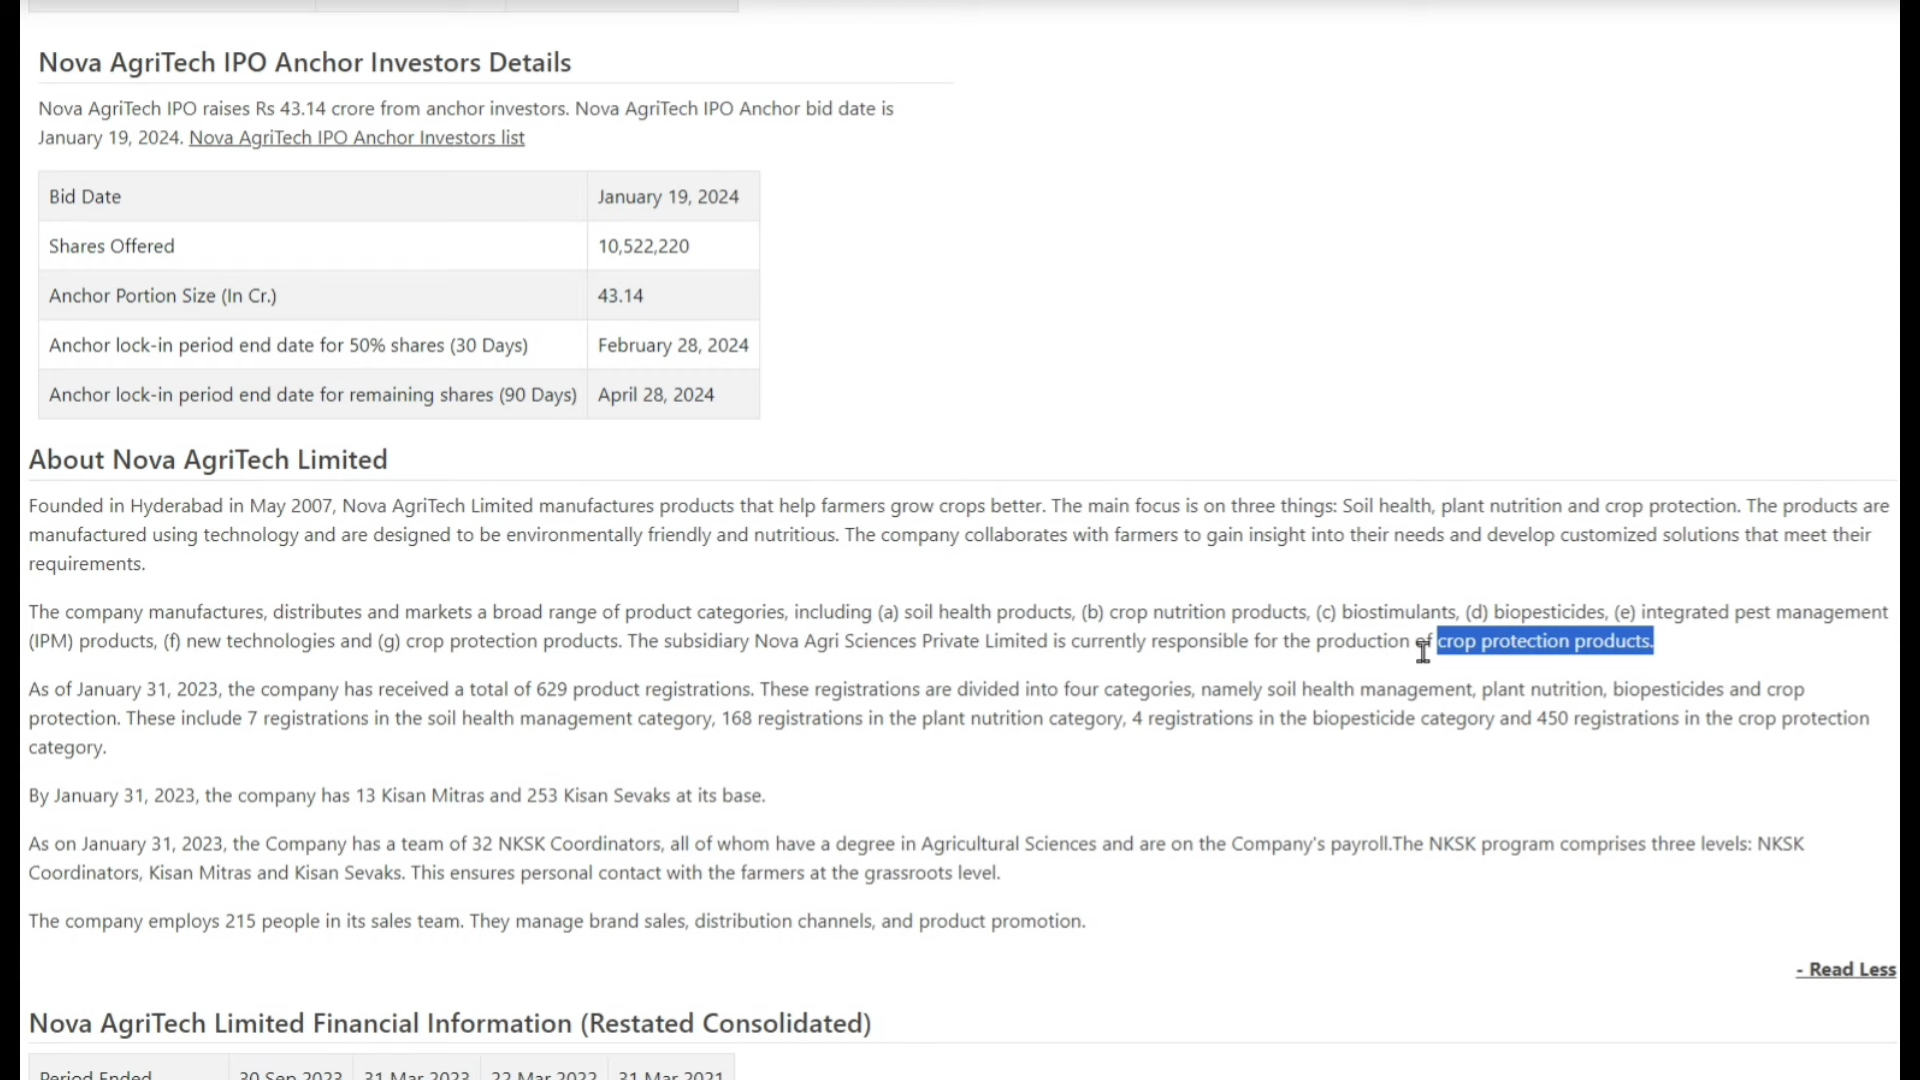 Nova AgriTech IPO Anchor Investors Details
Nova AgriTech IPO raises Rs 43.14 crore from anchor investors. Nova AgriTech IPO Anchor bid date is
January 19, 2024. Nova AgriTech IPO Anchor Investors list
Bid Date January 19, 2024
Shares Offered 10,522,220
Anchor Portion Size (In Cr.) 43.14
Anchor lock-in period end date for 50% shares (30 Days) February 28, 2024
Anchor lock-in period end date for remaining shares (90 Days) April 28, 2024
About Nova AgriTech Limited
Founded in Hyderabad in May 2007, Nova AgriTech Limited manufactures products that help farmers grow crops better. The main focus is on three things: Soil health, plant nutrition and crop protection. The products are
manufactured using technology and are designed to be environmentally friendly and nutritious. The company collaborates with farmers to gain insight into their needs and develop customized solutions that meet their
requirements.
The company manufactures, distributes and markets a broad range of product categories, including (a) soil health products, (b) crop nutrition products, (c) biostimulants, (d) biopesticides, (e) integrated pest management
(IPM) products, (f) new technologies and (g) crop protection products. The subsidiary Nova Agri Sciences Private Limited is currently responsible for the production of crop protection products.
As of January 31, 2023, the company has received a total of 629 product registrations. These registrations are divided into four categories, namely soil health management, plant nutrition, biopesticides and crop
protection. These include 7 registrations in the soil health management category, 168 registrations in the plant nutrition category, 4 registrations in the biopesticide category and 450 registrations in the crop protection
category.
By January 31, 2023, the company has 13 Kisan Mitras and 253 Kisan Sevaks at its base.
As on January 31, 2023, the Company has a team of 32 NKSK Coordinators, all of whom have a degree in Agricultural Sciences and are on the Company's payroll.The NKSK program comprises three levels: NKSK
Coordinators, Kisan Mitras and Kisan Sevaks. This ensures personal contact with the farmers at the grassroots level.
The company employs 215 people in its sales team. They manage brand sales, distribution channels, and product promotion.
- Read Less
Nova AgriTech Limited Financial Information (Restated Consolidated)
Period Ended 30 Sep 2023 31 Mar 2023 22 Mar 2022 31 Mar 2021